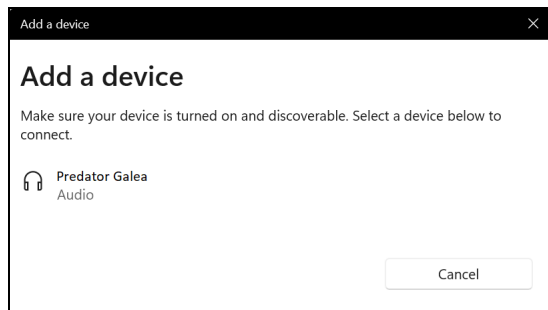 Add a device
Add a device
Make sure your device is turned on and discoverable. Select a device below to
connect.
Predator Galea
Audio
Cancel